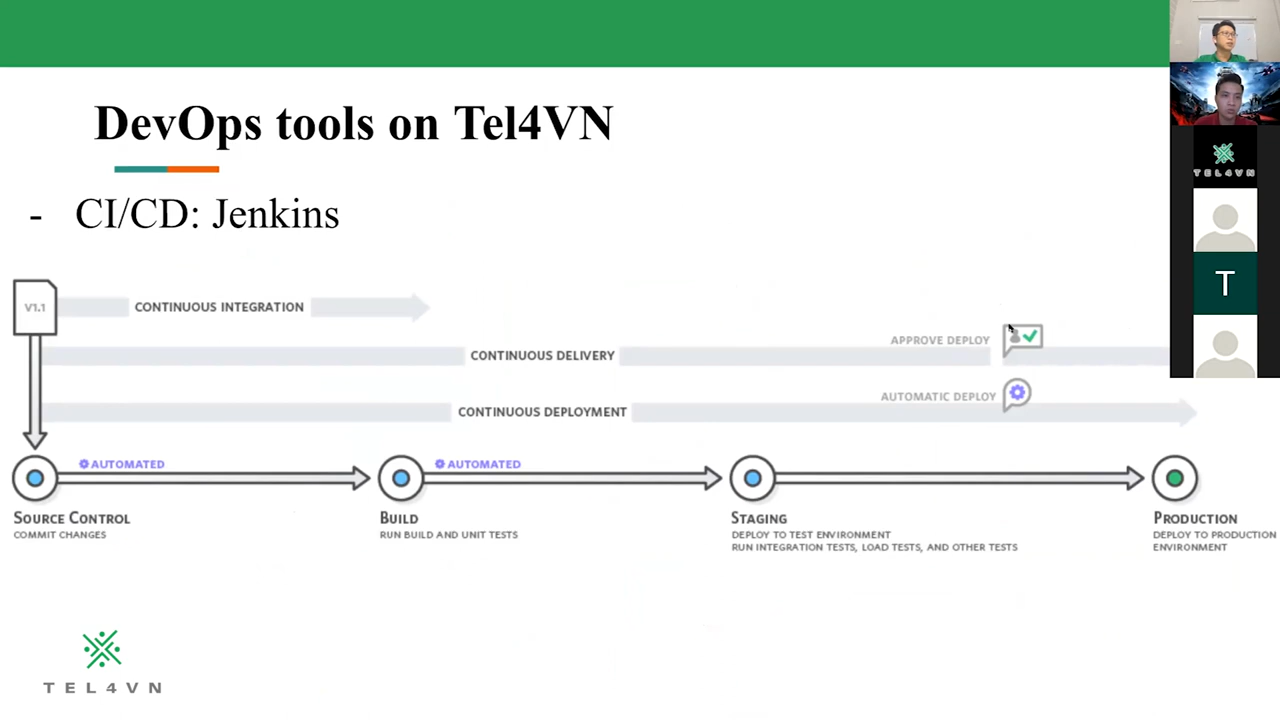 DevOps tools on Tel4VN
- CI/CD: Jenkins
V1.1
CONTINUOUS INTEGRATION
APPROVE DEPLOY
CONTINUOUS DELIVERY
AUTOMATIC DEPLOY
CONTINUOUS DEPLOYMENT
AUTOMATED
AUTOMATED
SOURCE CONTROL
COMMIT CHANGES
BUILD
RUN BUILD AND UNIT TESTS
STAGING
DEPLOY TO TEST ENVIRONMENT
RUN INTEGRATION TESTS, LOAD TESTS, AND OTHER TESTS
PRODUCTION
DEPLOY TO PRODUCTION
ENVIRONMENT
TEL4VN
TEL4VN
T